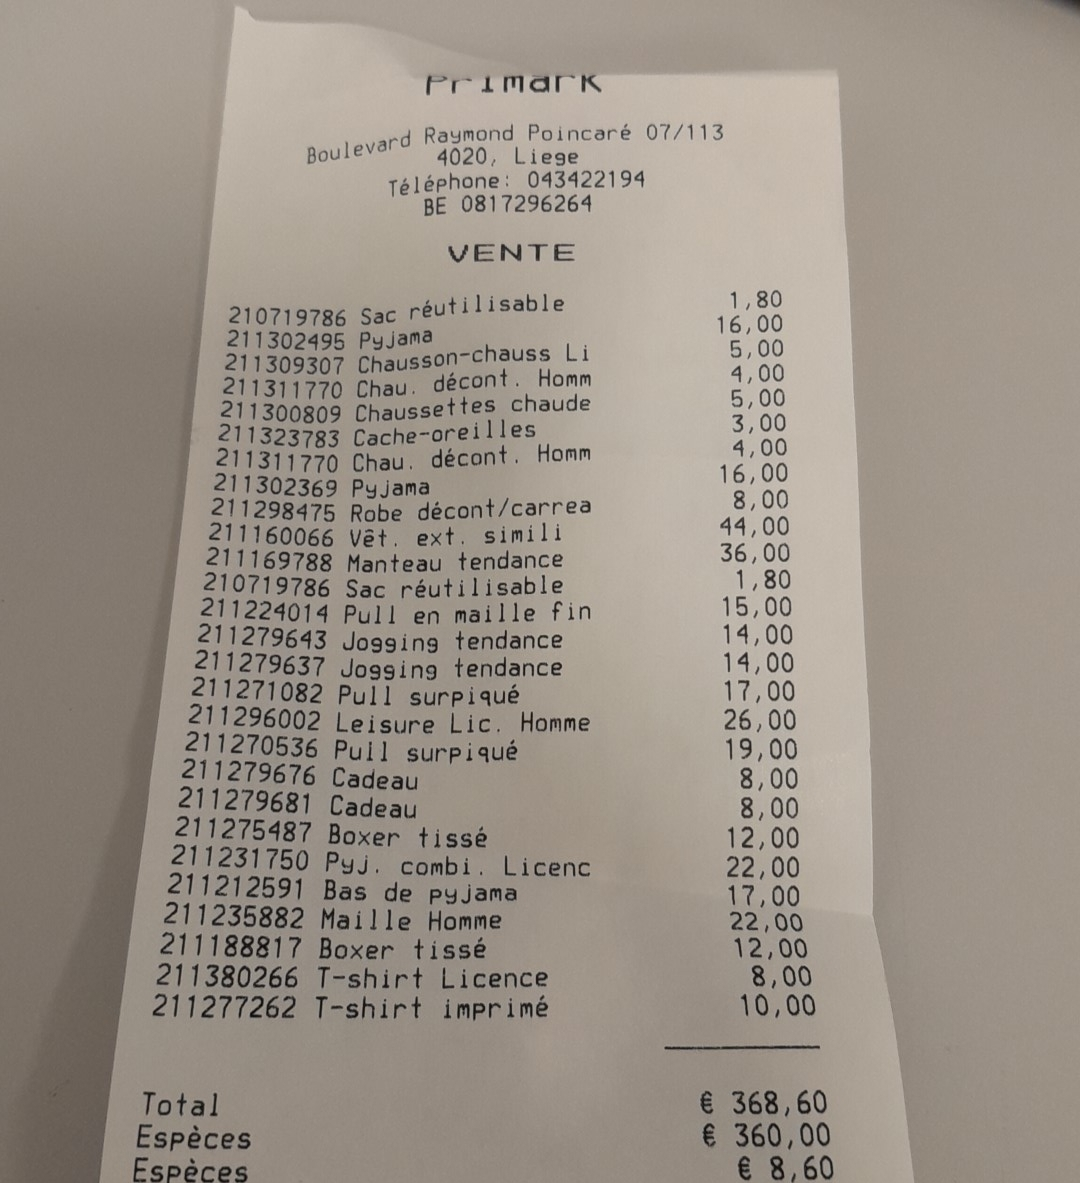 Primark
Boulevard Raymond Poincaré 07/113
4020, Liege
Téléphone: 043422194
BE 0817296264
VENTE
210719786 Sac réutilisable 1,80
211302495 Pyjama 16,00
211309307 Chausson-chauss Li 5,00
211311770 Chau. décont. Homm 4,00
211300809 Chaussettes chaude 5,00
211323783 Cache-oreilles 3,00
211311770 Chau. décont. Homm 4,00
211302369 Pyjama 16,00
211298475 Robe décont/carrea 8,00
211160066 Vêt. ext. simili 44,00
211169788 Manteau tendance 36,00
210719786 Sac réutilisable 1,80
211224014 Pull en maille fin 15,00
211279643 Jogging tendance 14,00
211279637 Jogging tendance 14,00
211271082 Pull surpiqué 17,00
211296002 Leisure Lic. Homme 26,00
211270536 Pull surpiqué 19,00
211279676 Cadeau 8,00
211279681 Cadeau 8,00
211275487 Boxer tissé 12,00
211231750 Pyj. combi. Licenc 22,00
211212591 Bas de pyjama 17,00
211235882 Maille Homme 22,00
211188817 Boxer tissé 12,00
211380266 T-shirt Licence 8,00
211277262 T-shirt imprimé 10,00
Total € 368,60
Espèces € 360,00
Espèces € 8,60